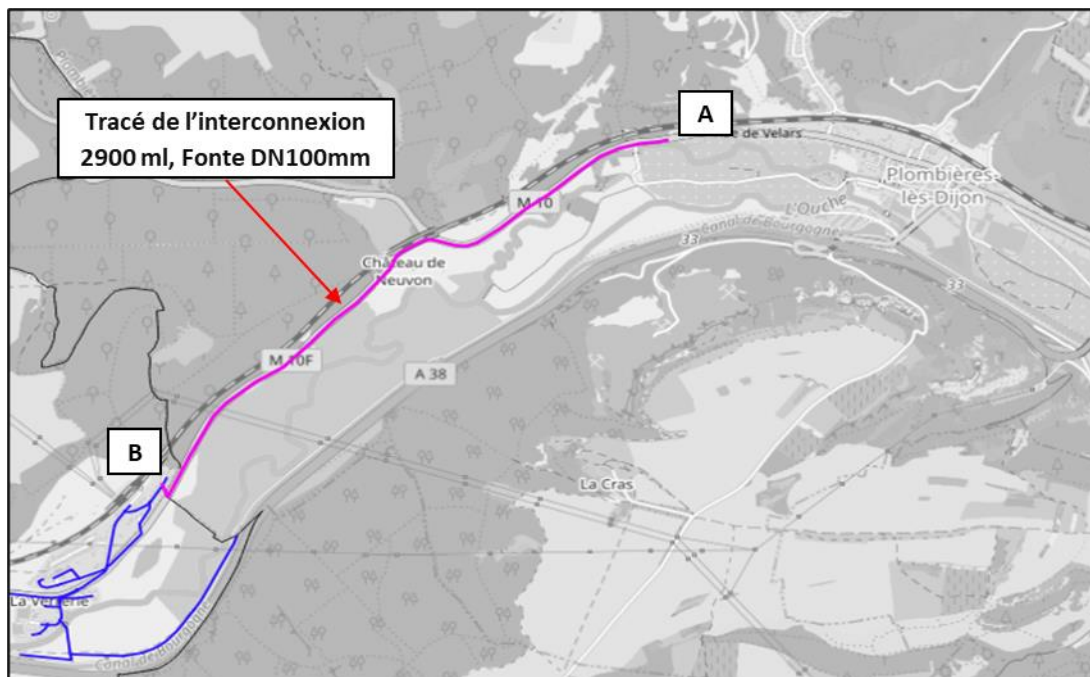 A
Tracé de l’interconnexion
2900 ml, Fonte DN100mm
de Velars
Plombières-
lès-Dijon
M 10
L'Ouche
Canal de Bourgogne
33
Château de
Neuvon
33
M 10F
A 38
B
La Cras
La Verrerie
Canal de Bourgogne